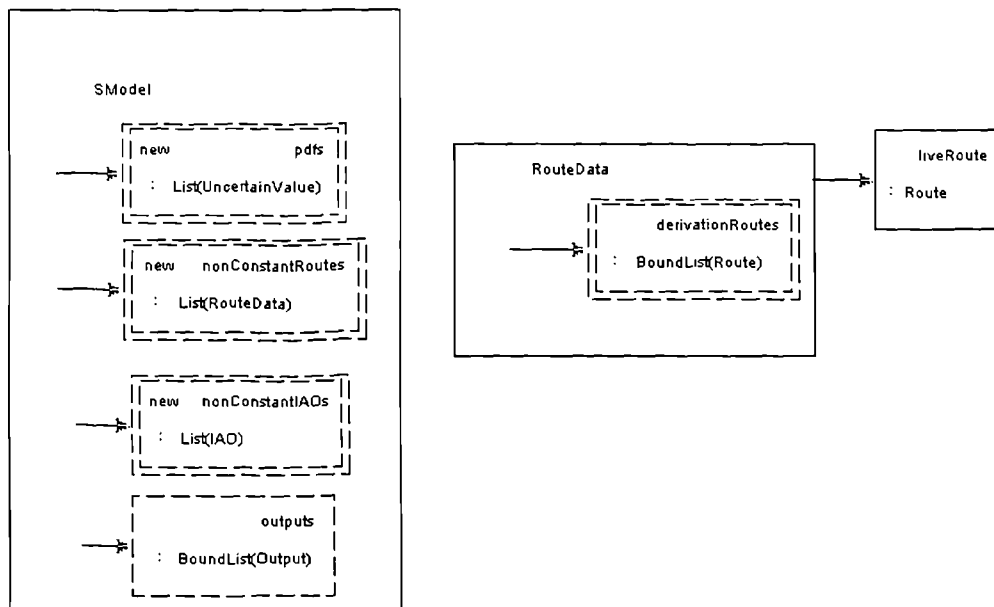 SModel
new pdfs
: List(UncertainValue)
new nonConstantRoutes
: List(RouteData)
new nonConstantIAOs
: List(IAO)
outputs
: BoundList(Output)
RouteData
derivationRoutes
: BoundList(Route)
liveRoute
: Route